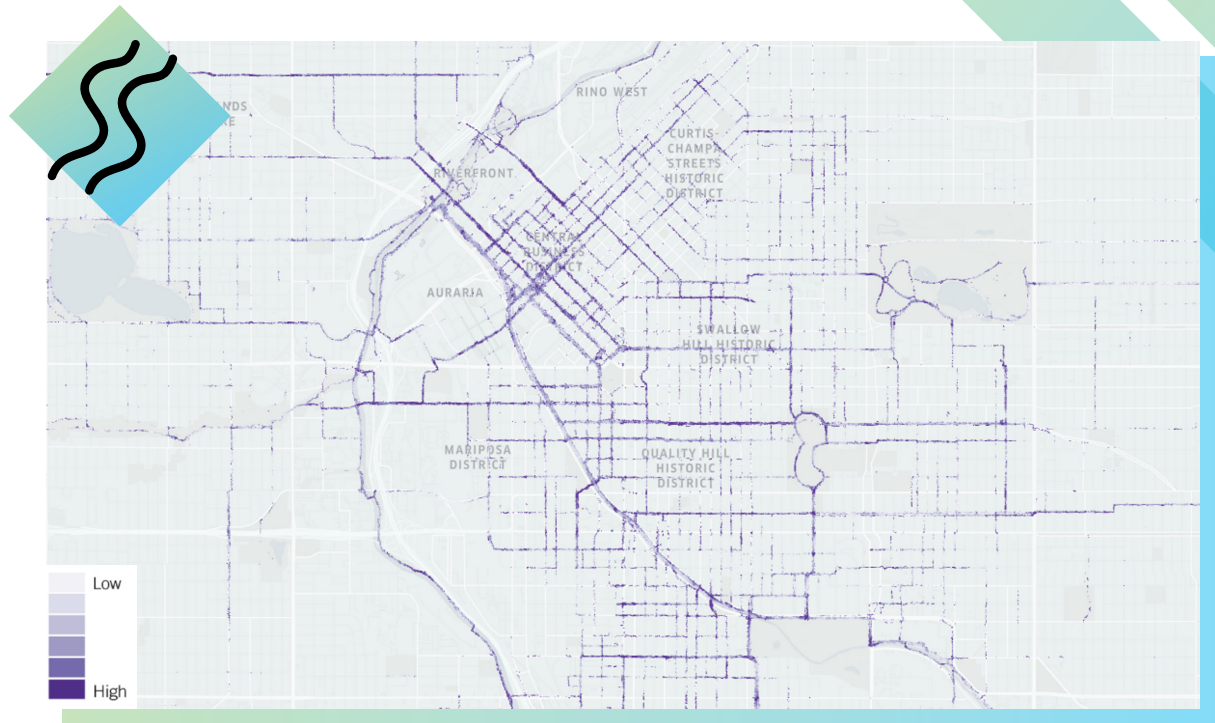 RINO WEST
NDS
E
CURTIS-
CHAMPA
STREETS
HISTORIC
DISTRICT
RIVERFRONT
CENTRAL
BUSINESS
DISTRICT
AURARIA
SWALLOW
HILL HISTORIC
DISTRICT
MARIPOSA
DISTRICT
QUALITY HILL
HISTORIC
DISTRICT
Low
High